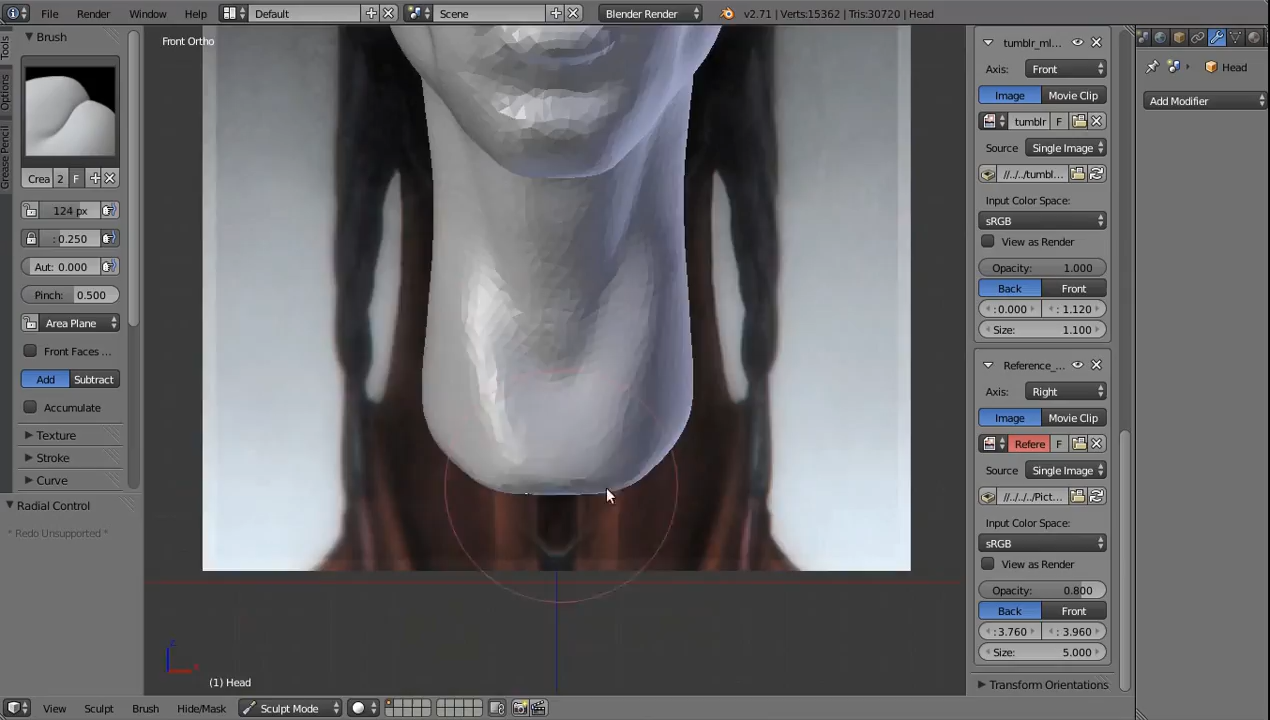 File Render Window Help Default Scene Blender Render v2.71 | Verts:15362 | Tris:30720 | Head
Tools
Options
Grease Pencil
Brush
Crea 2 F
124 px
: 0.250
Aut: 0.000
Pinch: 0.500
Area Plane
Front Faces ...
Add Subtract
Accumulate
Texture
Stroke
Curve
Radial Control
* Redo Unsupported *
Front Ortho
z
x
(1) Head
tumblr_ml...
Axis: Front
Image Movie Clip
tumblr F
Source Single Image
//../../tumbl...
Input Color Space:
sRGB
View as Render
Opacity: 1.000
Back Front
: 0.000 : 1.120
Size: 1.100
Reference_...
Axis: Right
Image Movie Clip
Refere F
Source Single Image
//../../../Pict...
Input Color Space:
sRGB
View as Render
Opacity: 0.800
Back Front
: 3.760 : 3.960
Size: 5.000
Transform Orientations
Head
Add Modifier
View Sculpt Brush Hide/Mask Sculpt Mode